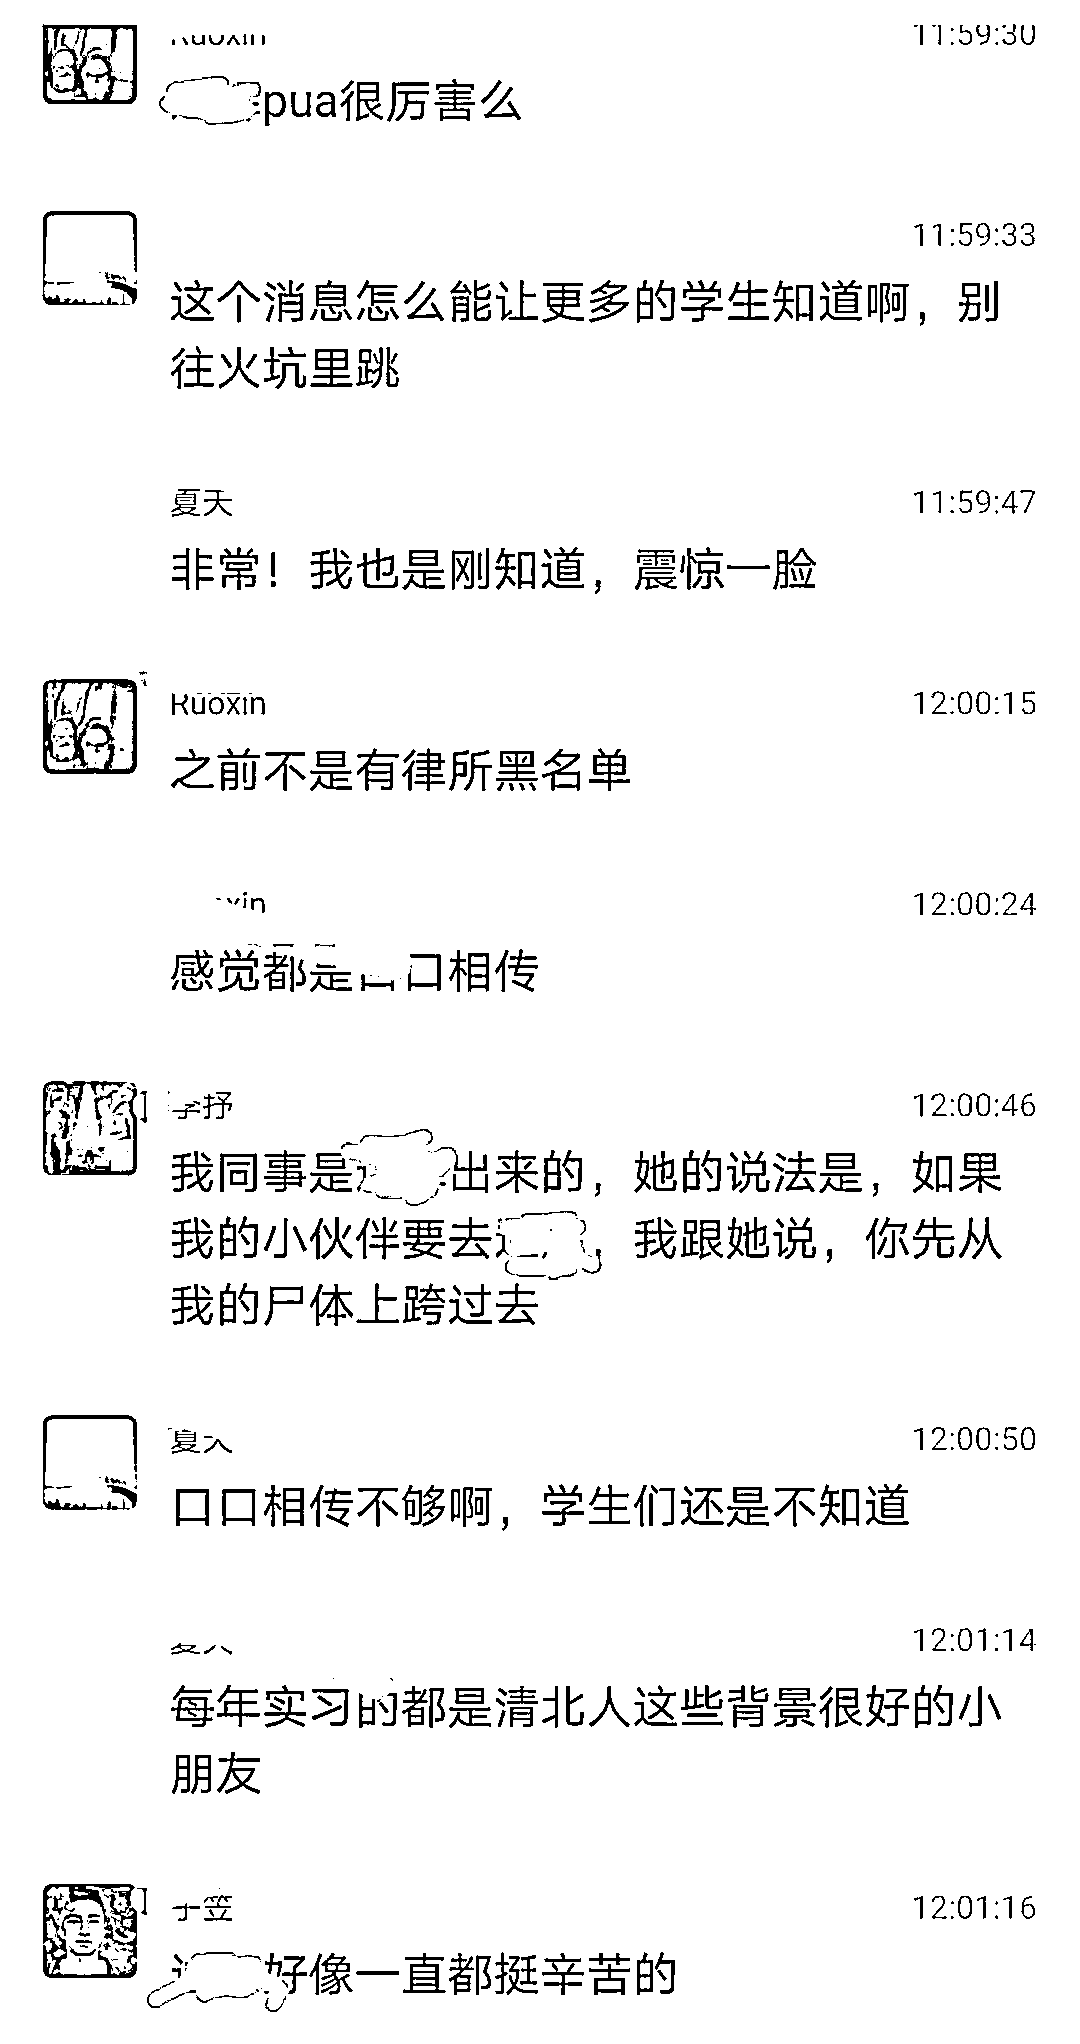 Ruoxin 11:59:30
pua很厉害么
11:59:33
这个消息怎么能让更多的学生知道啊，别
往火坑里跳
夏天 11:59:47
非常！我也是刚知道，震惊一脸
Ruoxin 12:00:15
之前不是有律所黑名单
xin 12:00:24
感觉都是口口相传
抒 12:00:46
我同事是 出来的，她的说法是，如果
我的小伙伴要去 ，我跟她说，你先从
我的尸体上跨过去
夏天 12:00:50
口口相传不够啊，学生们还是不知道
夏天 12:01:14
每年实习的都是清北人这些背景很好的小
朋友
笠 12:01:16
好像一直都挺辛苦的